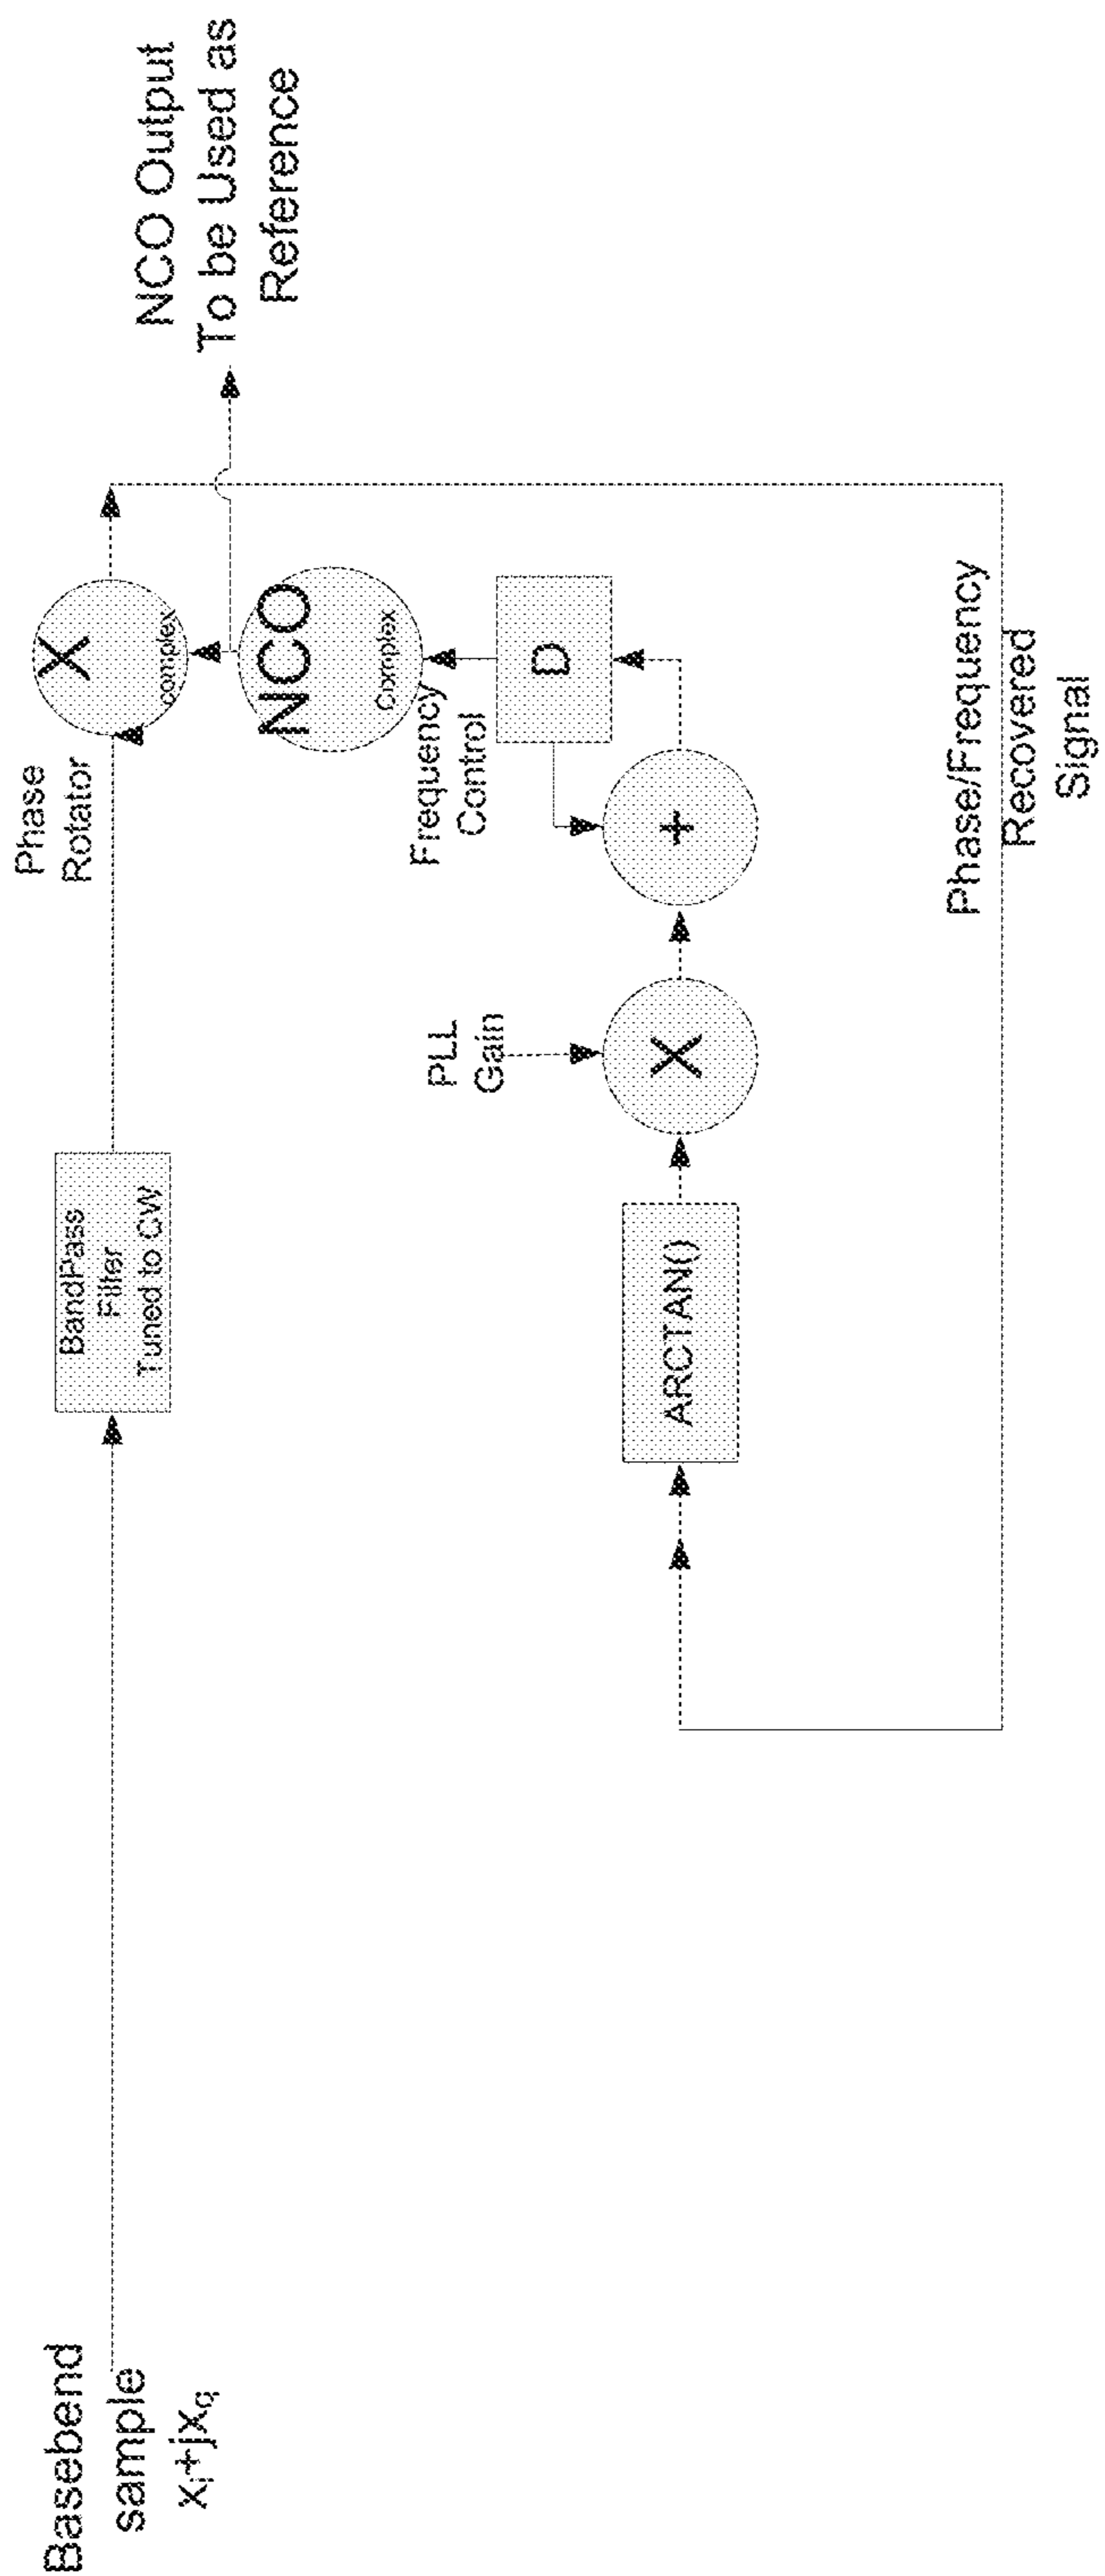 Basebend
sample
xᵢ+jx_q
BandPass
Filter
Tuned to CW
Phase
Rotator
X
complex
NCO Output
To be Used as
Reference
NCO
Complex
Frequency
Control
D
PLL
Gain
ARCTAN()
X
+
Phase/Frequency
Recovered
Signal